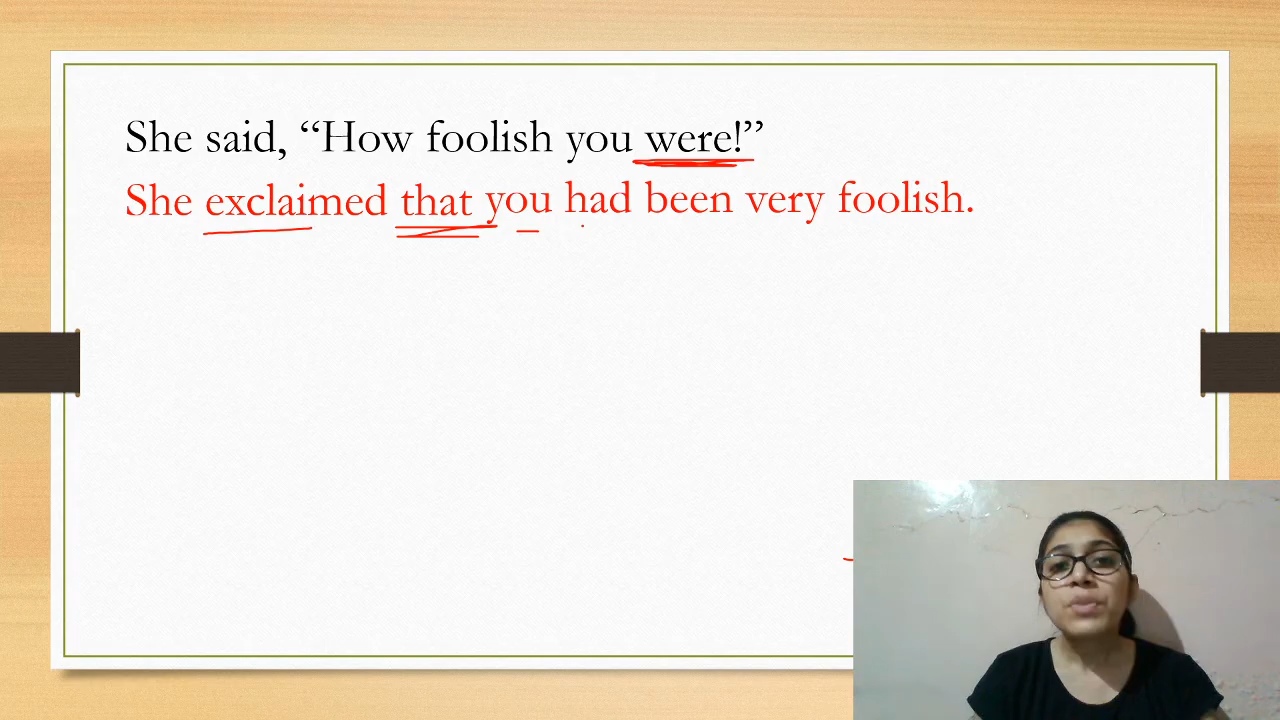 She said, “How foolish you were!”
She exclaimed that you had been very foolish.